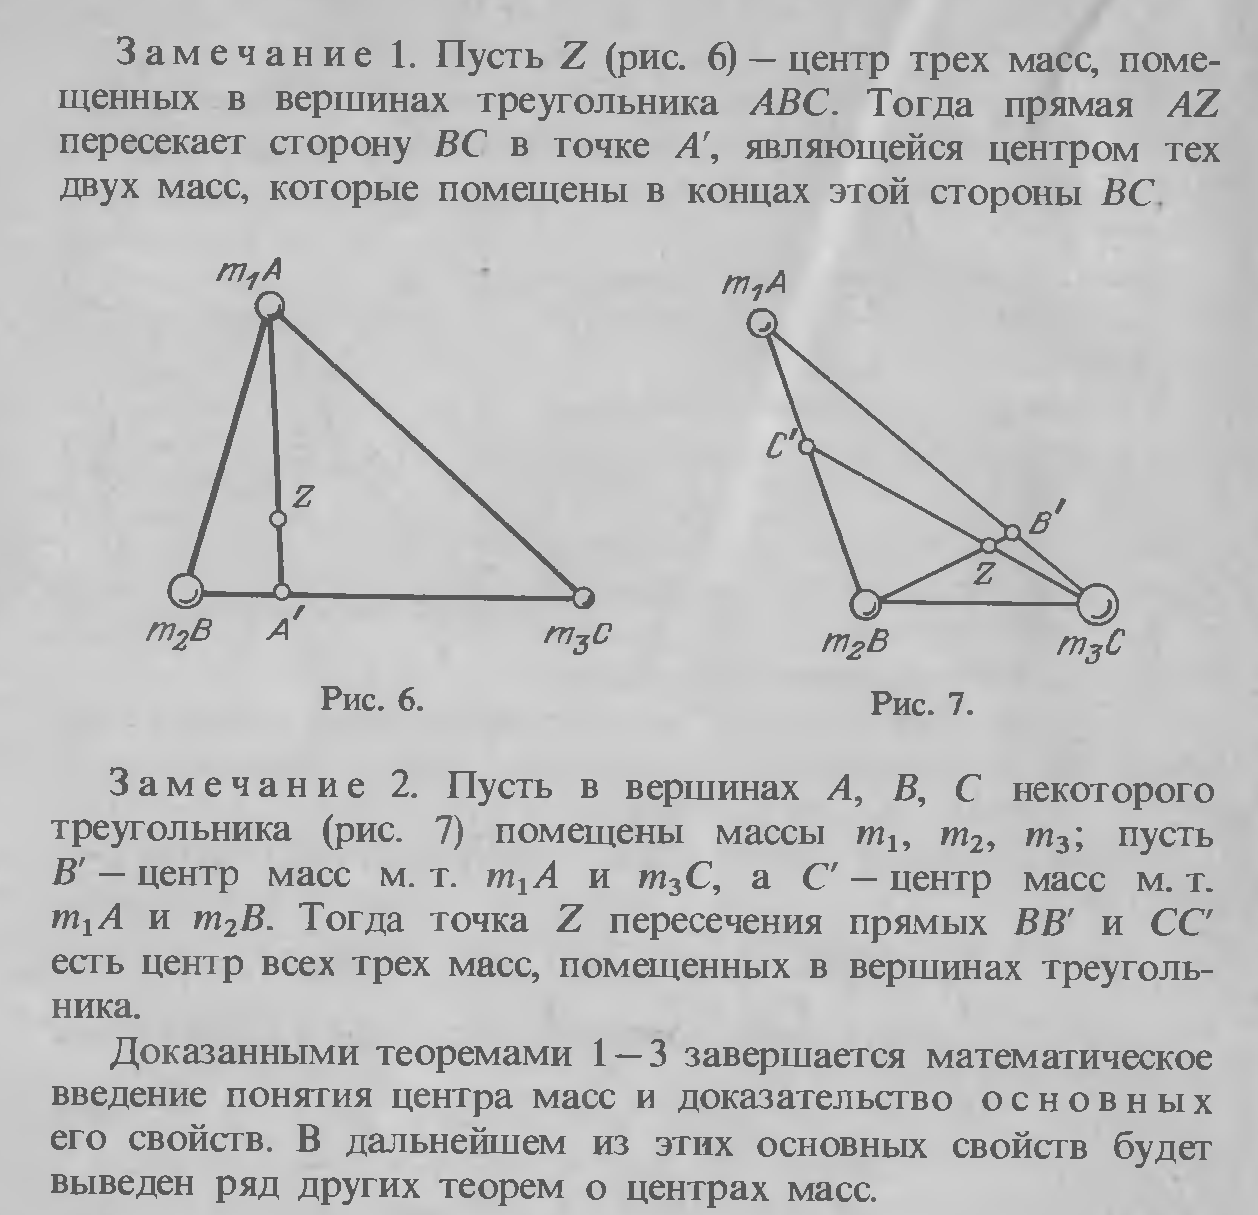 Замечание 1. Пусть Z (рис. 6) — центр трех масс, поме-
щенных в вершинах треугольника ABC. Тогда прямая AZ
пересекает сторону BC в точке A′, являющейся центром тех
двух масс, которые помещены в концах этой стороны BC.
m₁A
Z
m₂B
A′
m₃C
Рис. 6.
m₁A
C′
B′
Z
m₂B
m₃C
Рис. 7.
Замечание 2. Пусть в вершинах A, B, C некоторого
треугольника (рис. 7) помещены массы m₁, m₂, m₃; пусть
B′ — центр масс м. т. m₁A и m₃C, а C′ — центр масс м. т.
m₁A и m₂B. Тогда точка Z пересечения прямых BB′ и CC′
есть центр всех трех масс, помещенных в вершинах треуголь-
ника.
Доказанными теоремами 1—3 завершается математическое
введение понятия центра масс и доказательство основных
его свойств. В дальнейшем из этих основных свойств будет
выведен ряд других теорем о центрах масс.